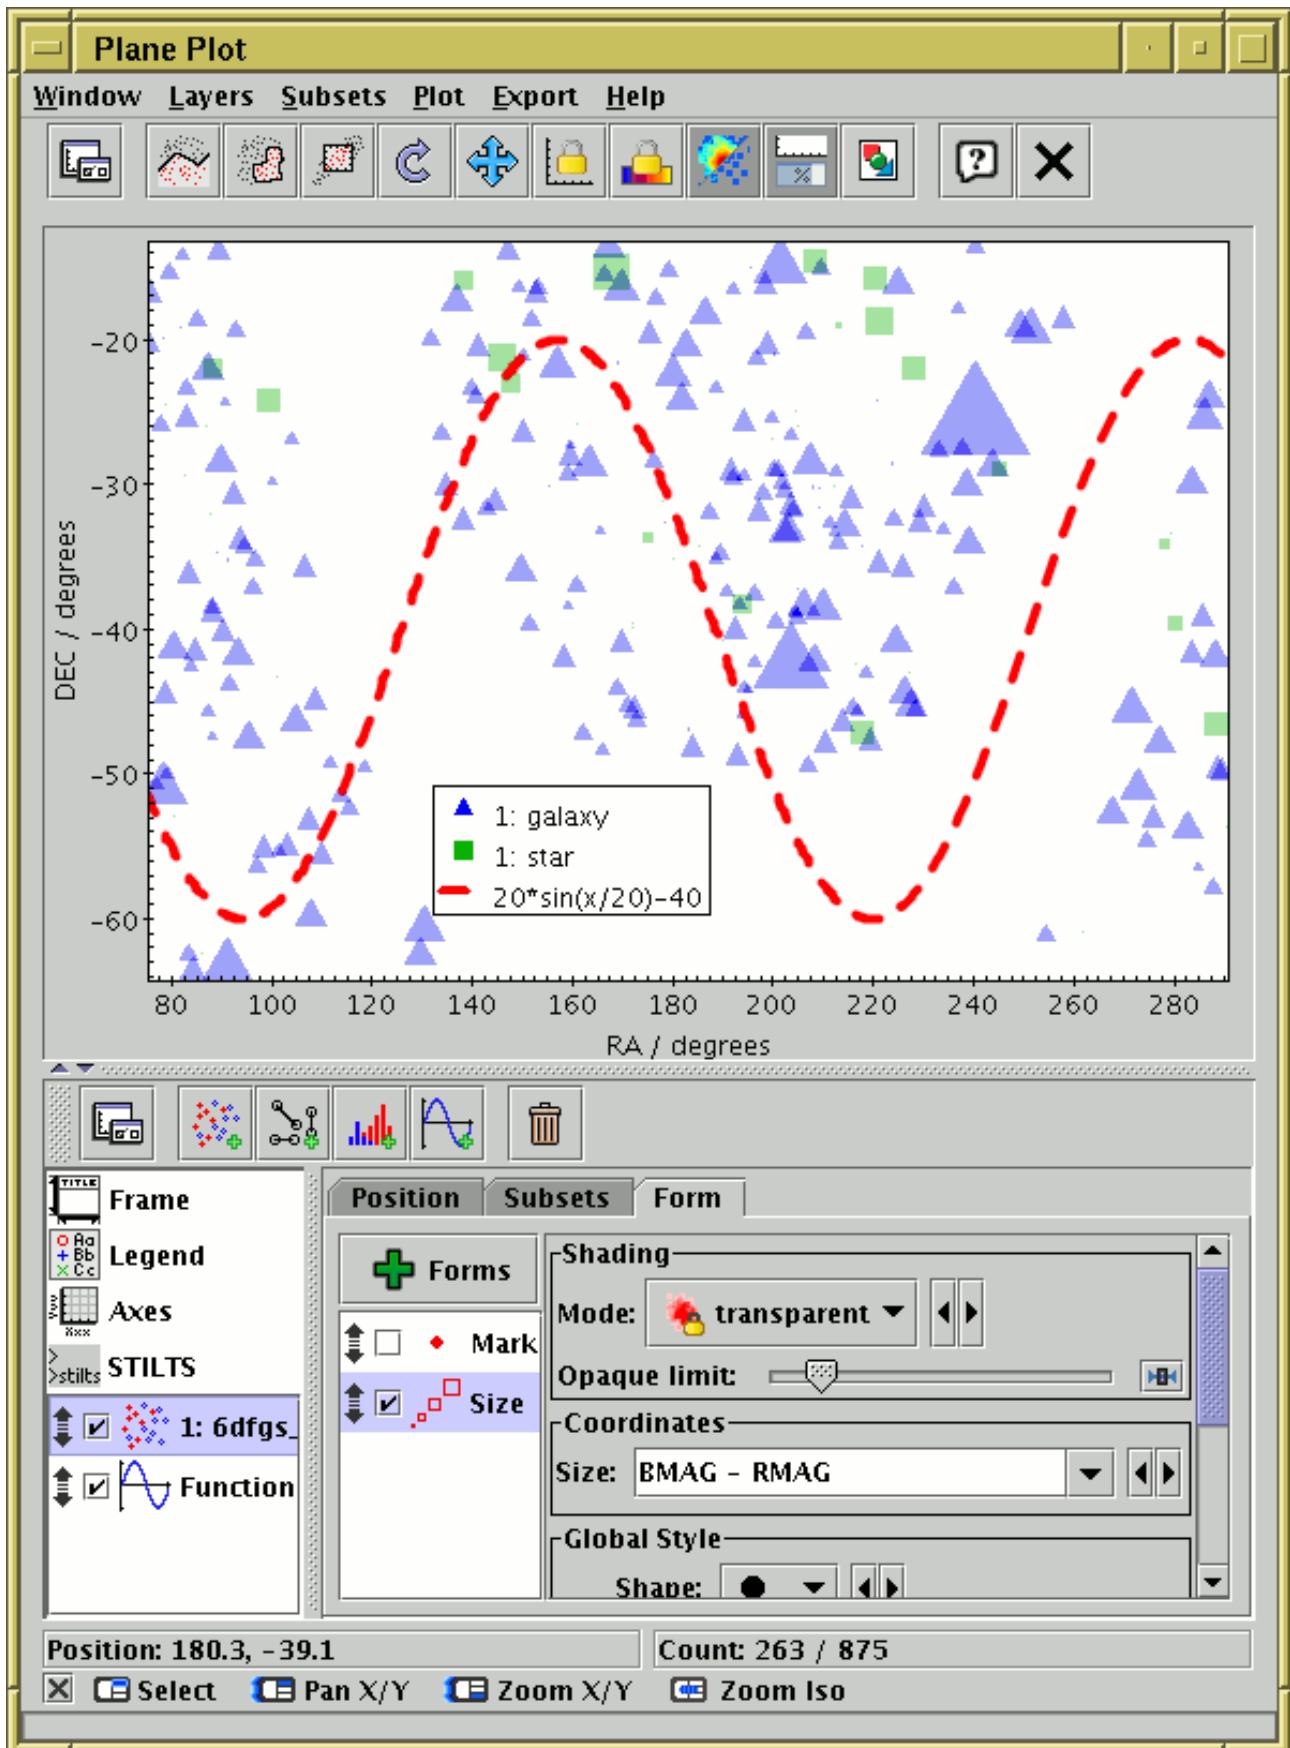 Plane Plot
Window Layers Subsets Plot Export Help
-20
-30
-40
-50
-60
DEC / degrees
1: galaxy
1: star
20*sin(x/20)-40
80 100 120 140 160 180 200 220 240 260 280
RA / degrees
Frame
Legend
Axes
STILTS
1: 6dfgs_
Function
Position Subsets Form
Forms
Mark
Size
Shading
Mode: transparent
Opaque limit:
Coordinates
Size: BMAG - RMAG
Global Style
Shape:
Position: 180.3, -39.1
Count: 263 / 875
Select Pan X/Y Zoom X/Y Zoom Iso